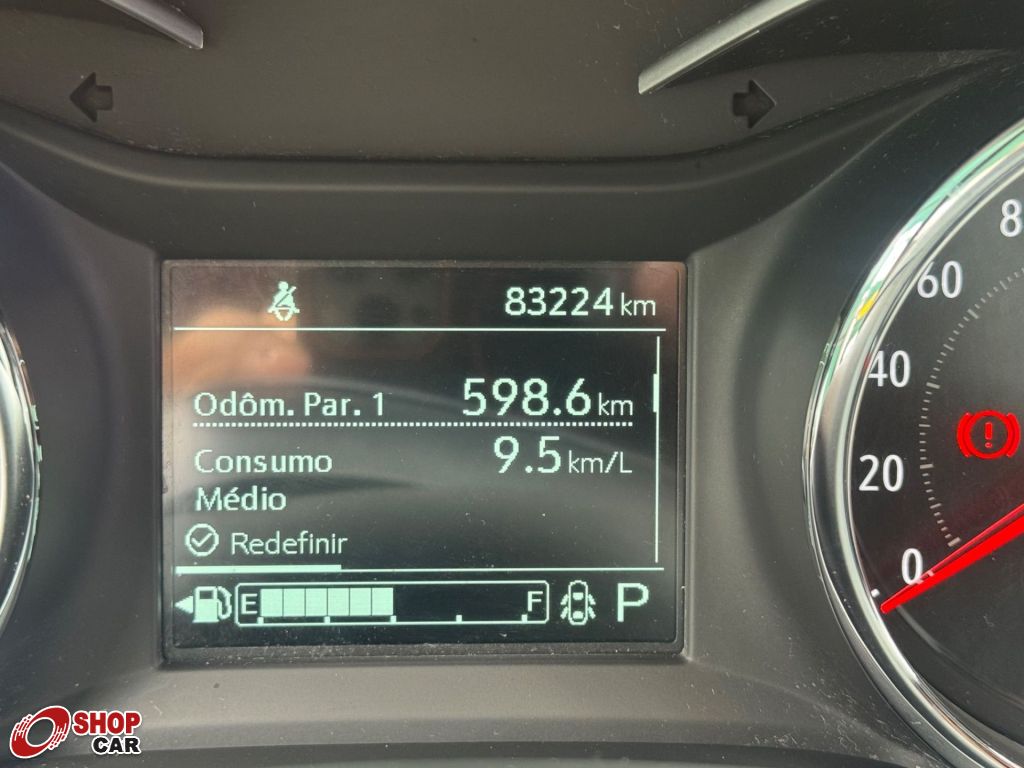 83224 km
Odôm. Par. 1 598.6 km
Consumo 9.5 km/L
Médio
Redefinir
E F P
80
60
40
20
0
SHOP
CAR